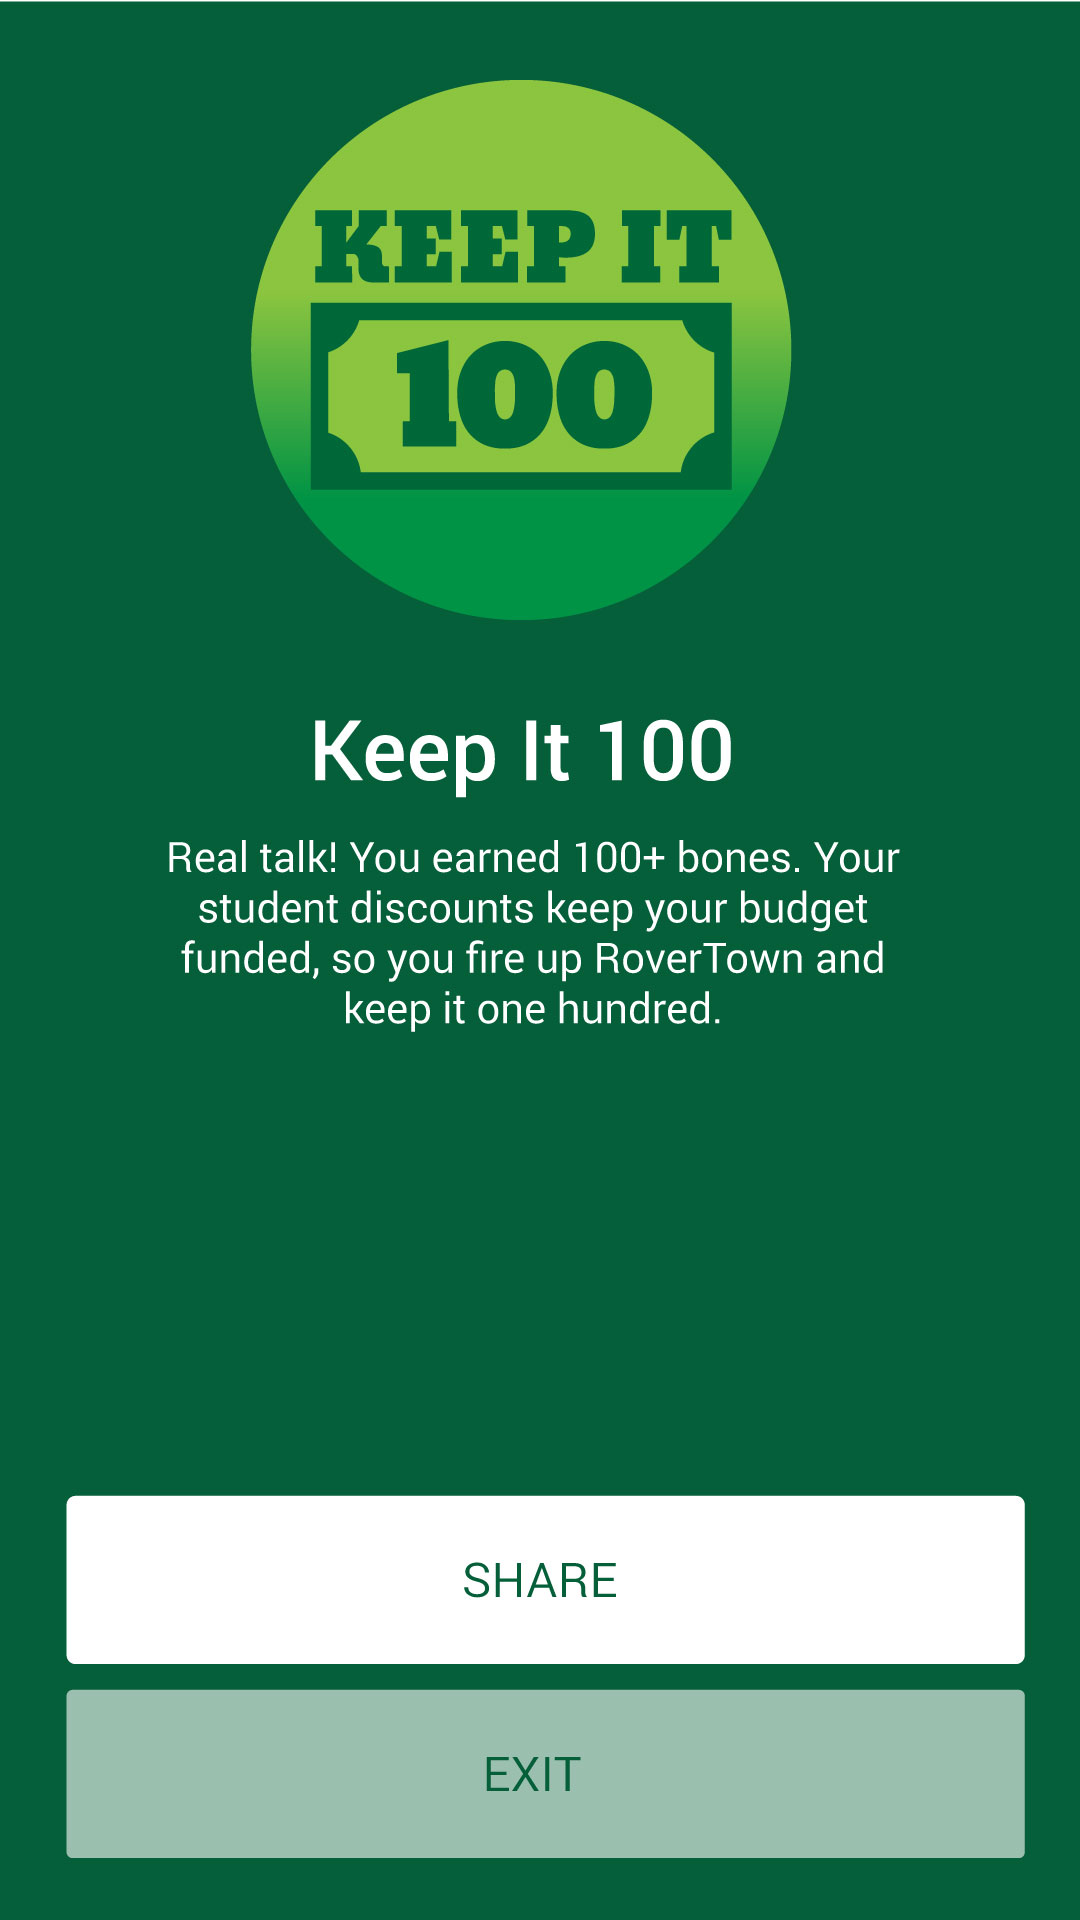 KEEP IT
100
Keep It 100
Real talk! You earned 100+ bones. Your
student discounts keep your budget
funded, so you fire up RoverTown and
keep it one hundred.
SHARE
EXIT